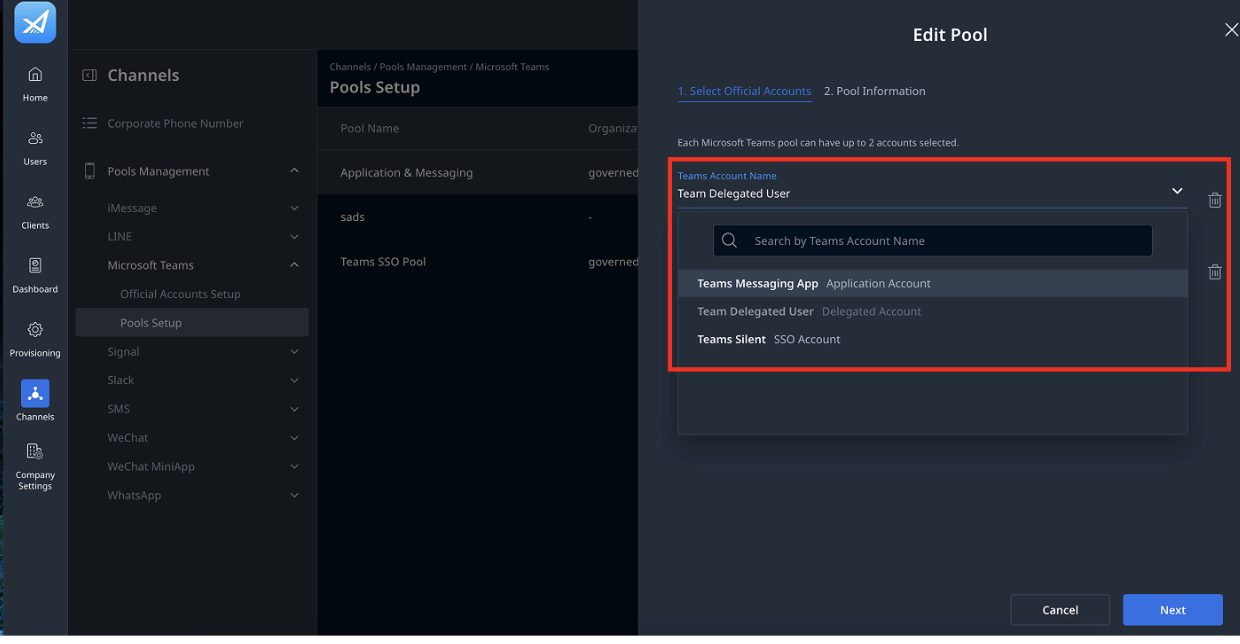 Home
Users
Clients
Dashboard
Provisioning
Channels
Company
Settings
Channels
Corporate Phone Number
Pools Management
iMessage
LINE
Microsoft Teams
Official Accounts Setup
Pools Setup
Signal
Slack
SMS
WeChat
WeChat MiniApp
WhatsApp
Channels / Pools Management / Microsoft Teams
Pools Setup
Pool Name Organiza
Application & Messaging governed
sads -
Teams SSO Pool governed
Edit Pool
1. Select Official Accounts 2. Pool Information
Each Microsoft Teams pool can have up to 2 accounts selected.
Teams Account Name
Team Delegated User
Search by Teams Account Name
Teams Messaging App Application Account
Team Delegated User Delegated Account
Teams Silent SSO Account
Cancel Next